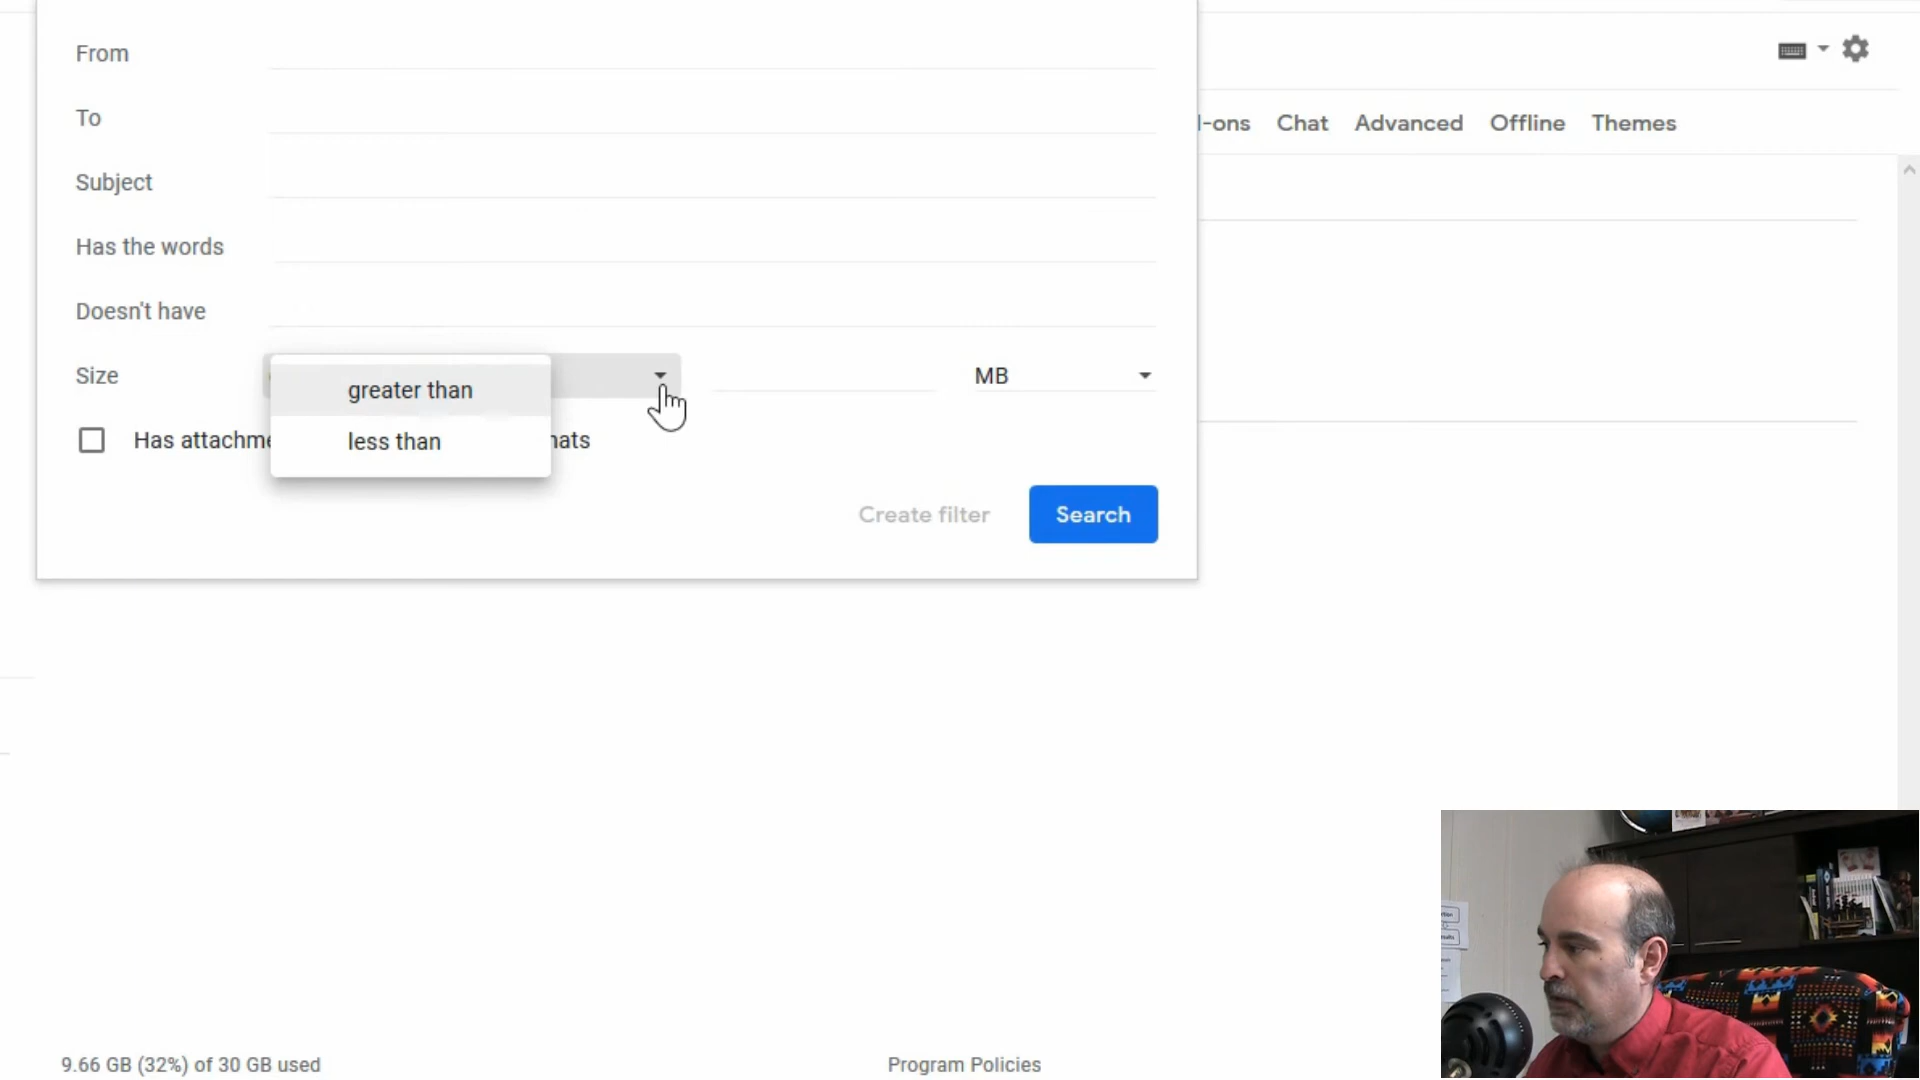 From
To
l-ons Chat Advanced Offline Themes
Subject
Has the words
Doesn't have
Size
greater than
MB
Has attachme
less than
hats
Create filter
Search
9.66 GB (32%) of 30 GB used
Program Policies